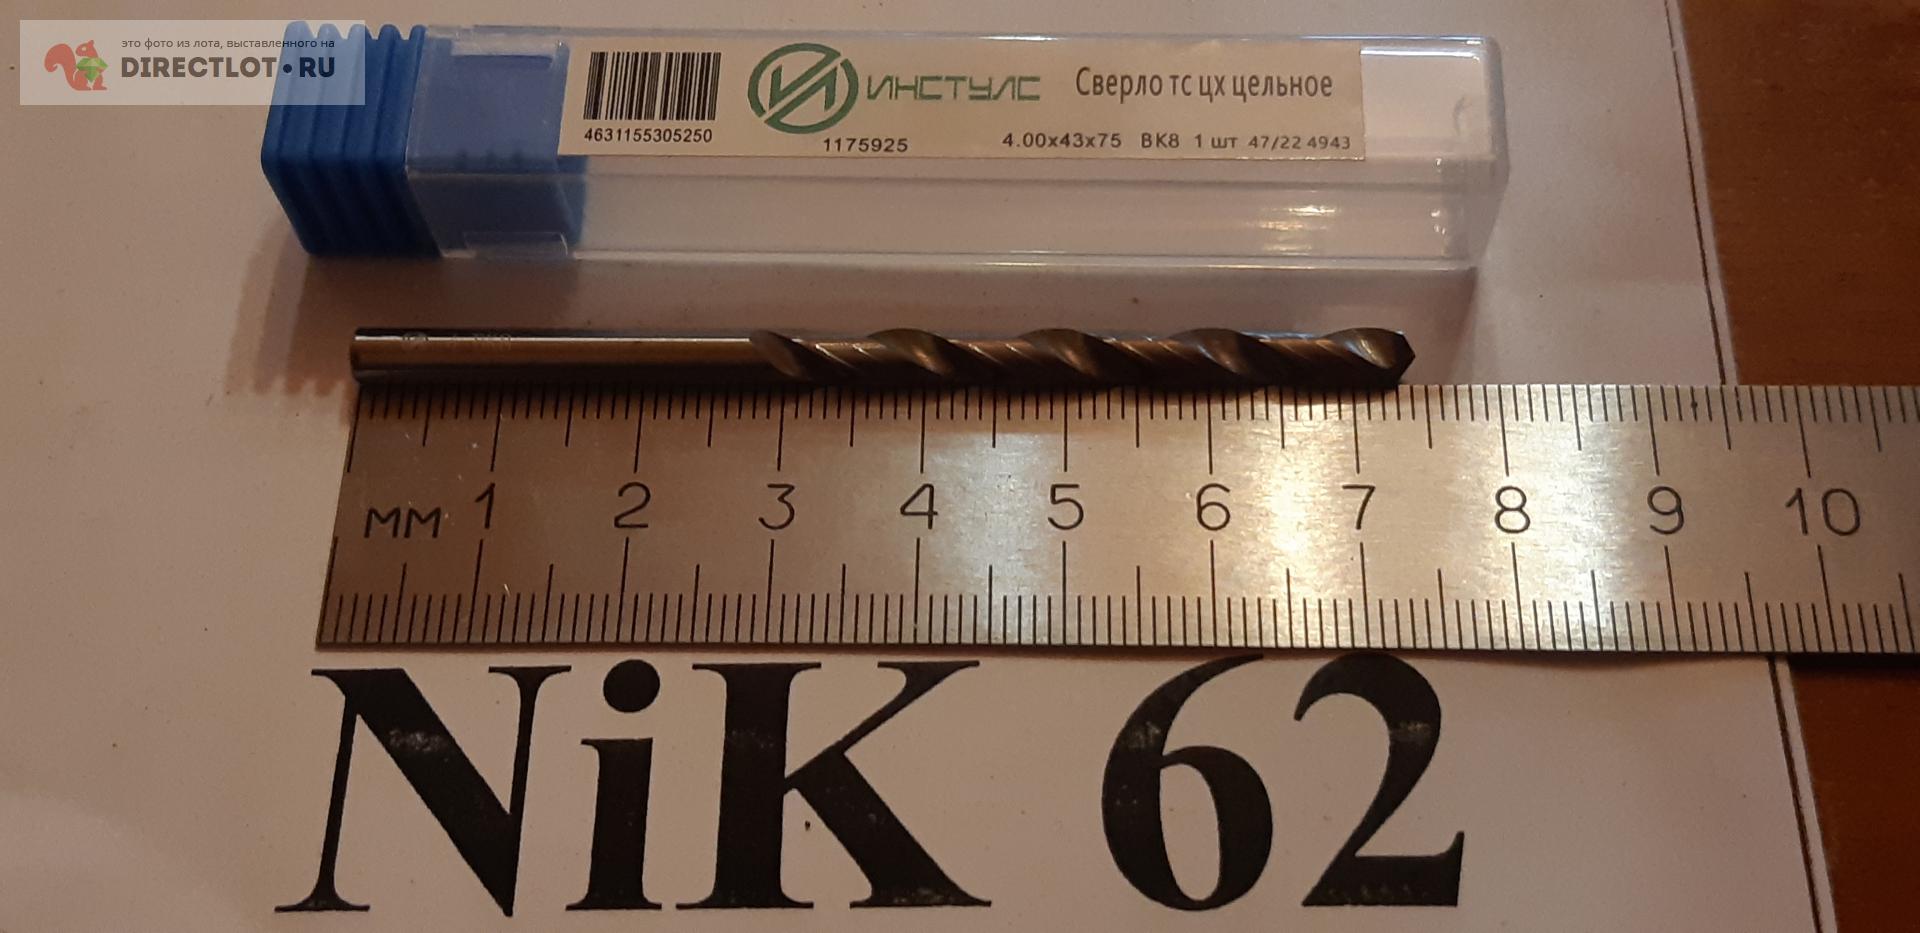 это фото из лота, выставленного на
DIRECTLOT.RU
ИНСТУЛС Сверло тс цх цельное
4631155305250
1175925 4.00x43x75 ВК8 1 шт 47/22 4943
мм 1 2 3 4 5 6 7 8 9 10
NiK 62